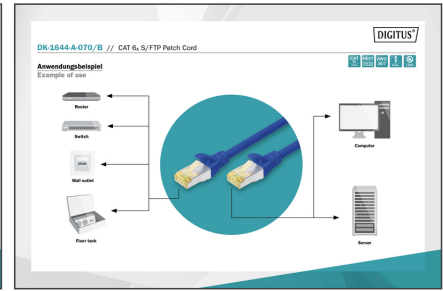 DIGITUS®
DK-1644-A-070/B // CAT 6A S/FTP Patch Cord
Anwendungsbeispiel
Example of use
Router
Switch
Wall outlet
Floor tank
Computer
Server